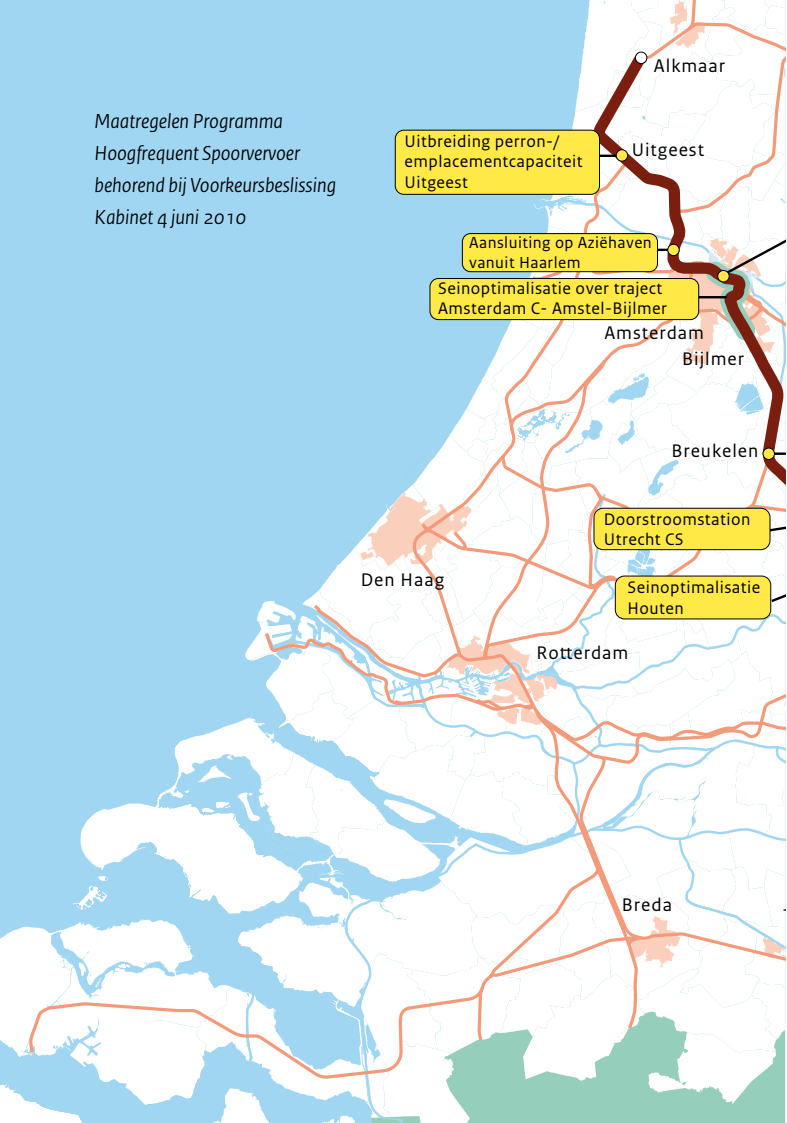 Maatregelen Programma
Hoogfrequent Spoorvervoer
behorend bij Voorkeursbeslissing
Kabinet 4 juni 2010
Alkmaar
Uitbreiding perron-/
emplacementcapaciteit
Uitgeest
Uitgeest
Aansluiting op Aziëhaven
vanuit Haarlem
Seinoptimalisatie over traject
Amsterdam C- Amstel-Bijlmer
Amsterdam
Bijlmer
Breukelen
Doorstroomstation
Utrecht CS
Den Haag
Seinoptimalisatie
Houten
Rotterdam
Breda